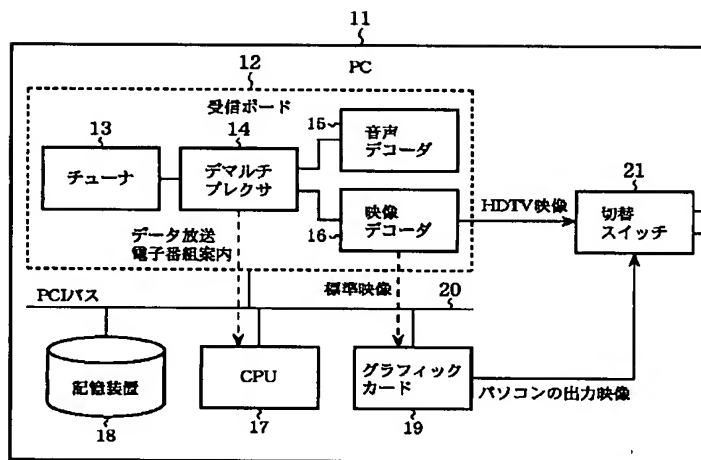 11
PC
12
受信ボード
13
チューナ
14
デマルチ
プレクサ
15
音声
デコーダ
16
映像
デコーダ
HDTV映像
21
切替
スイッチ
データ放送
電子番組案内
標準映像
PCIバス
20
記憶装置
18
CPU
17
グラフィック
カード
19
パソコンの出力映像